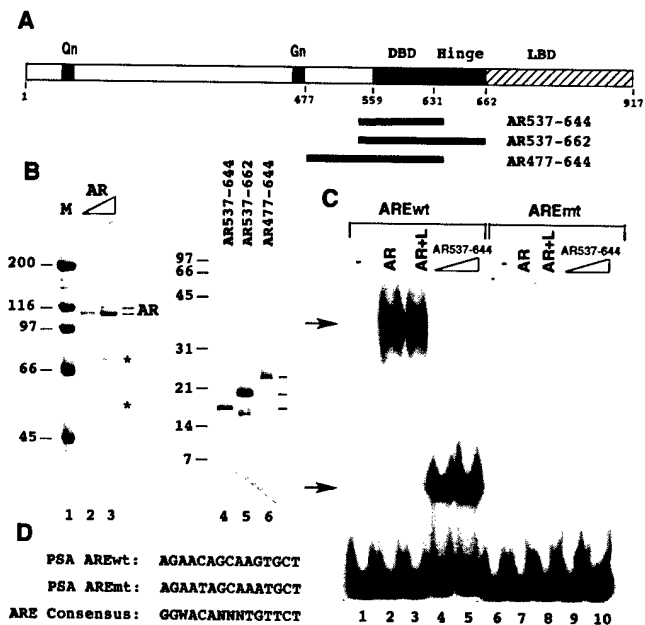 A
Qn Gn DBD Hinge LBD
1 477 559 631 662 917
AR537-644
AR537-662
AR477-644
B
M AR
200
116
97
66
45
AR
*
*
1 2 3
AR537-644
AR537-662
AR477-644
97
66
45
31
21
14
7
4 5 6
C
AREwt AREmt
- AR AR+L AR537-644 - AR AR+L AR537-644
1 2 3 4 5 6 7 8 9 10
D
PSA AREwt: AGAACAGCAAGTGCT
PSA AREmt: AGAATAGCAAATGCT
ARE Consensus: GGWACANNNTGTTCT